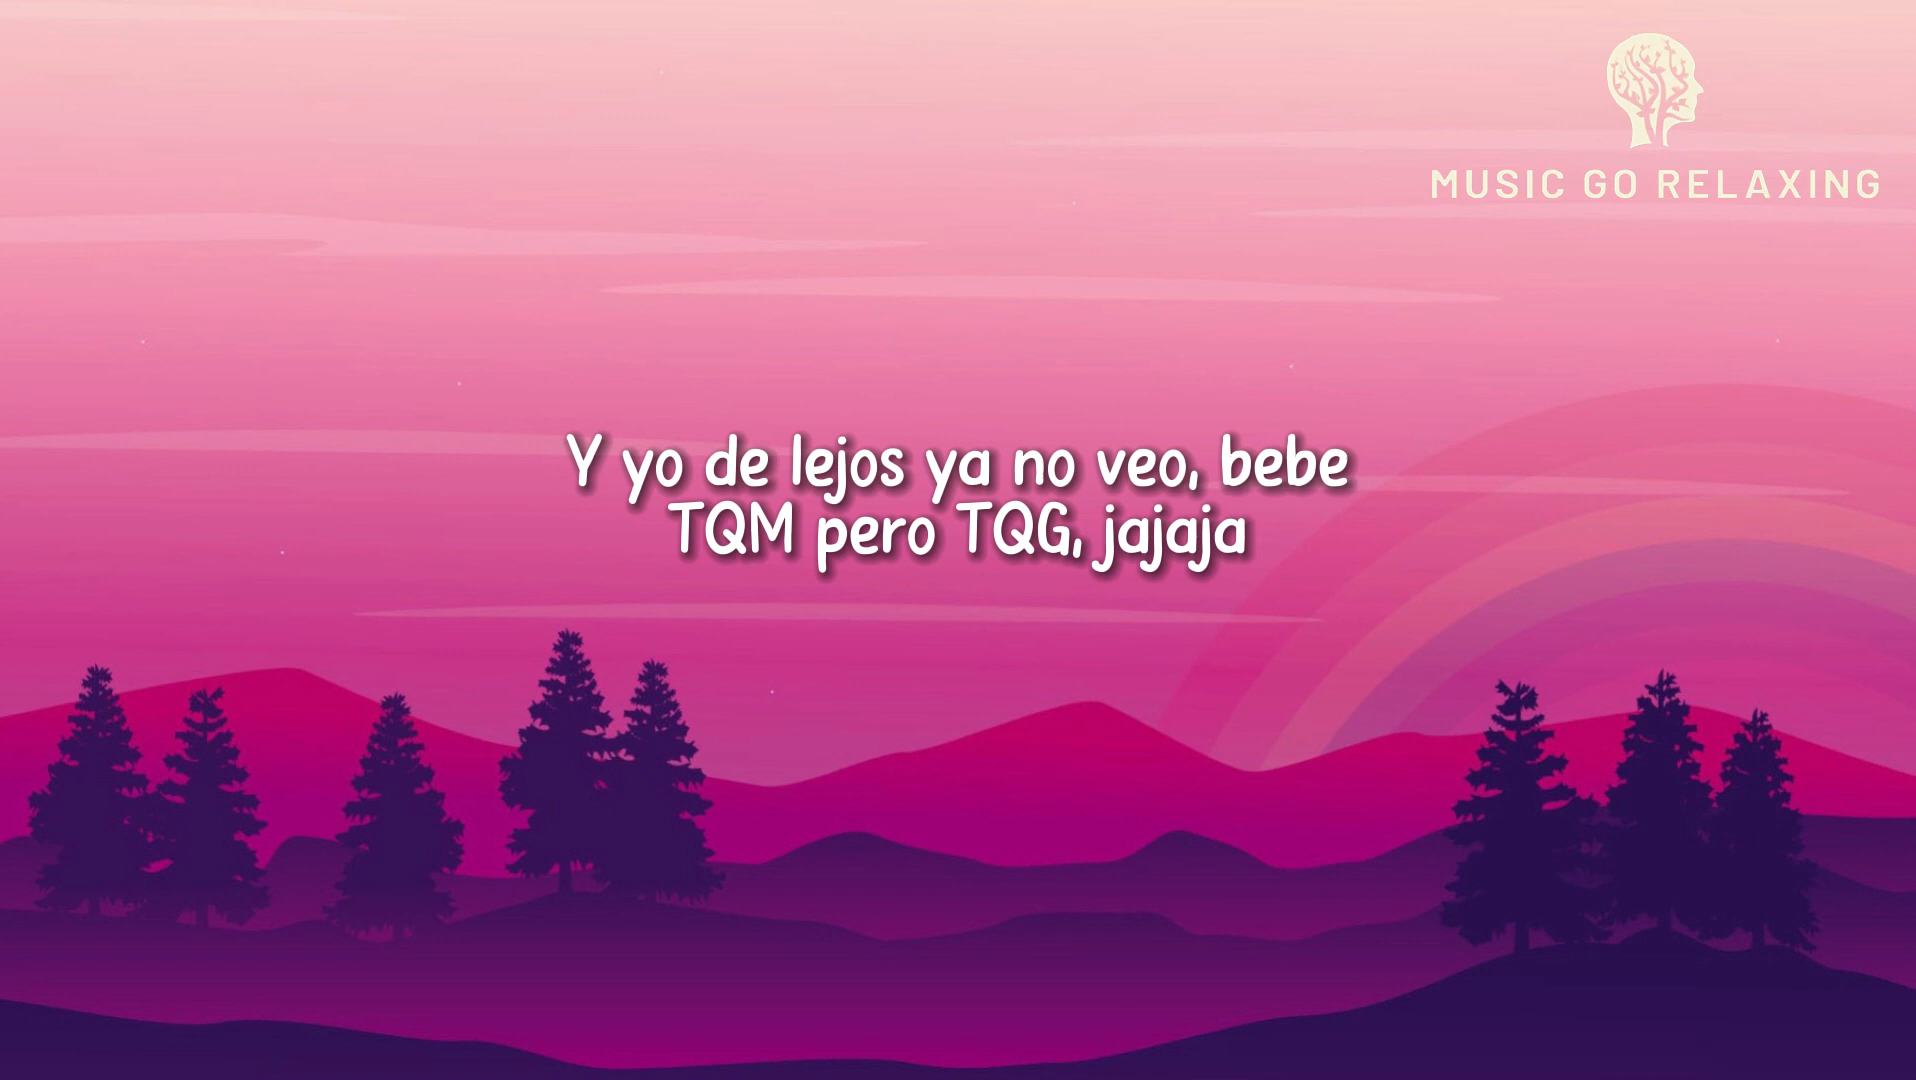 MUSIC GO RELAXING
Y yo de lejos ya no veo, bebe
TQM pero TQG, jajaja